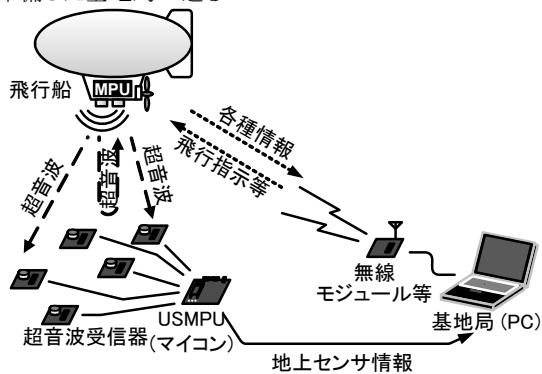 飛行船
MPU
各種情報
飛行指示等
超音波
超音波
超音波
無線
モジュール等
基地局 (PC)
USMPU
(マイコン)
超音波受信器
地上センサ情報